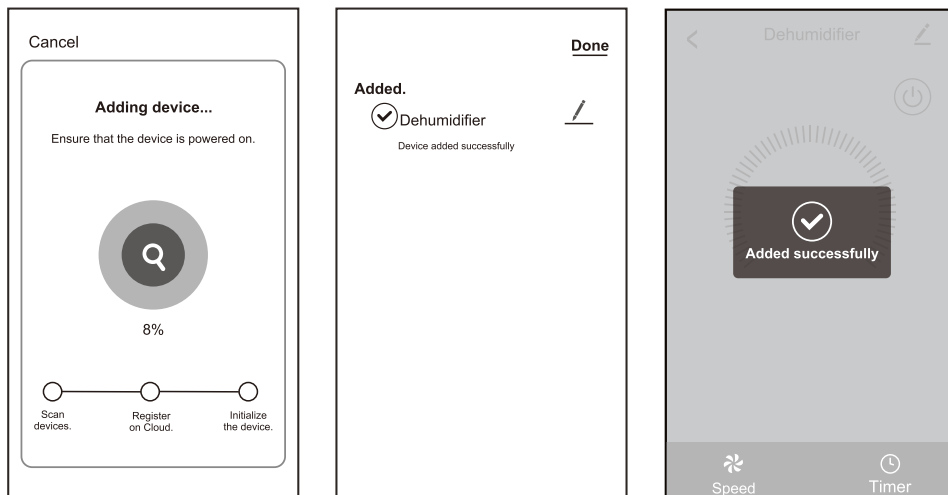 Cancel
Adding device...
Ensure that the device is powered on.
8%
Scan
devices.
Register
on Cloud.
Initialize
the device.
Done
Added.
Dehumidifier
Device added successfully
Dehumidifier
Added successfully
Speed
Timer